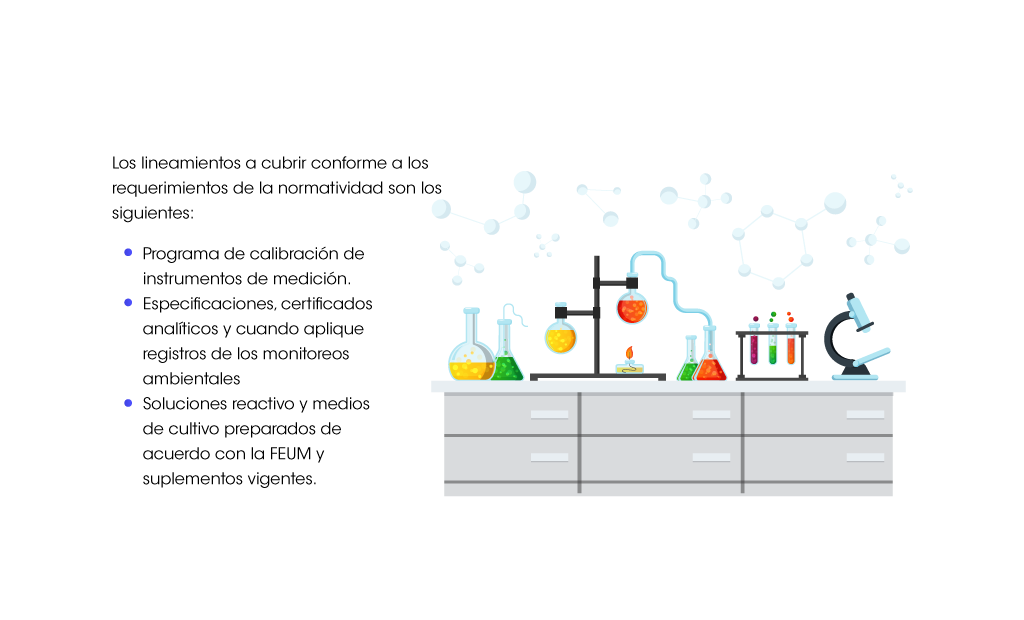 Los lineamientos a cubrir conforme a los
requerimientos de la normatividad son los
siguientes:
• Programa de calibración de
instrumentos de medición.
• Especificaciones, certificados
analíticos y cuando aplique
registros de los monitoreos
ambientales
• Soluciones reactivo y medios
de cultivo preparados de
acuerdo con la FEUM y
suplementos vigentes.